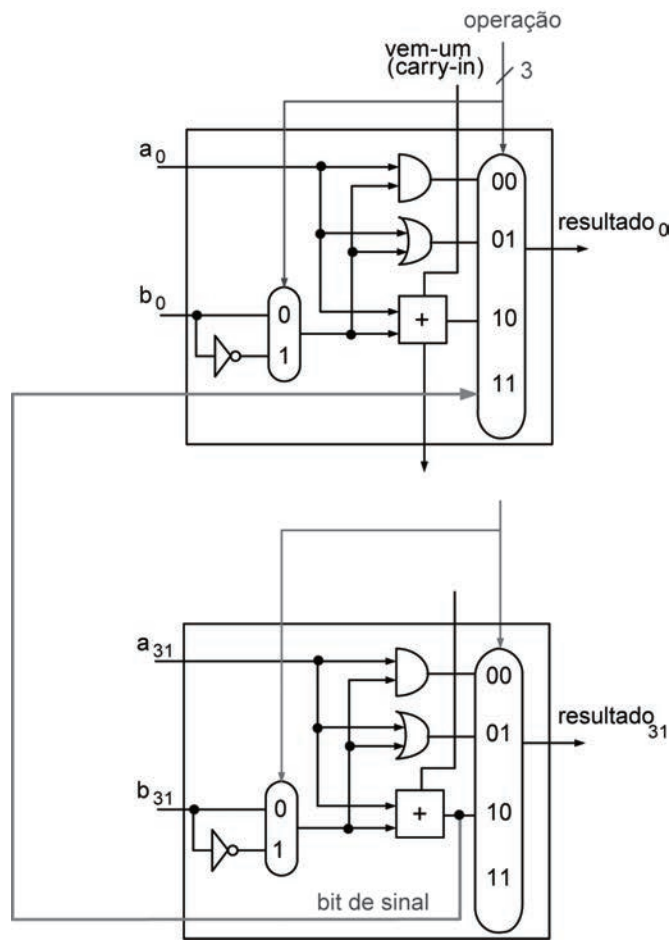 operação
vem-um
(carry-in)
3
a0
00
01
resultado0
b0
0
1
+
10
11
a31
00
01
resultado31
b31
0
1
+
10
11
bit de sinal